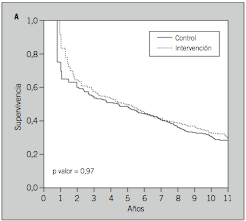 A
1,0
0,8
0,6
0,4
0,2
0,0
Supervivencia
Control
Intervención
p valor = 0,97
0 1 2 3 4 5 6 7 8 9 10 11
Años